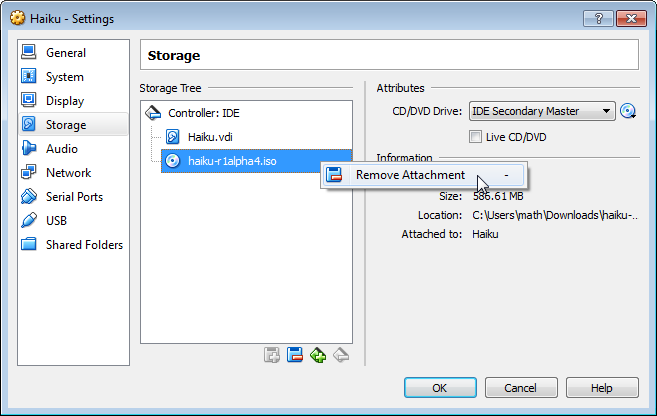 Haiku - Settings
General
System
Display
Storage
Audio
Network
Serial Ports
USB
Shared Folders
Storage
Storage Tree
Controller: IDE
Haiku.vdi
haiku-r1alpha4.iso
Attributes
CD/DVD Drive: IDE Secondary Master
Live CD/DVD
Information
Remove Attachment -
Size: 586.61 MB
Location: C:\Users\math\Downloads\haiku-...
Attached to: Haiku
OK Cancel Help